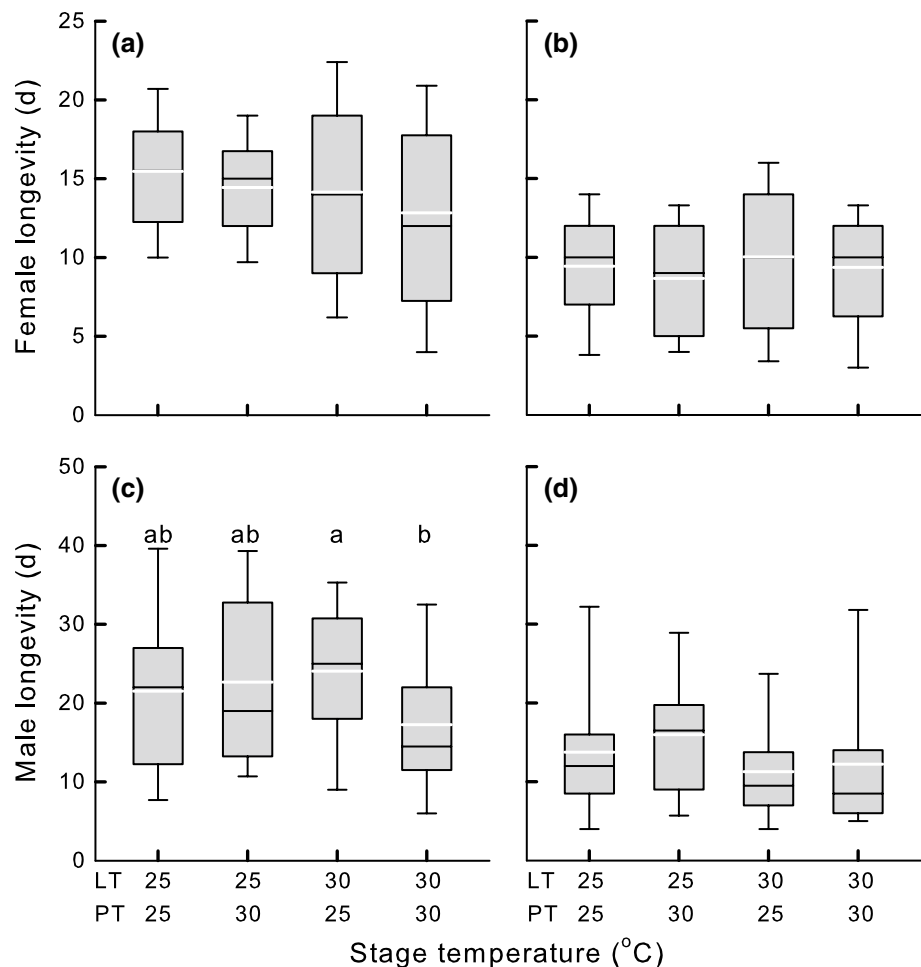 (a) (b)
Female longevity (d)
25
20
15
10
5
0
(c) (d)
Male longevity (d)
50
40
30
20
10
0
ab ab a b
LT 25 25 30 30 25 25 30 30
PT 25 30 25 30 25 30 25 30
Stage temperature (°C)